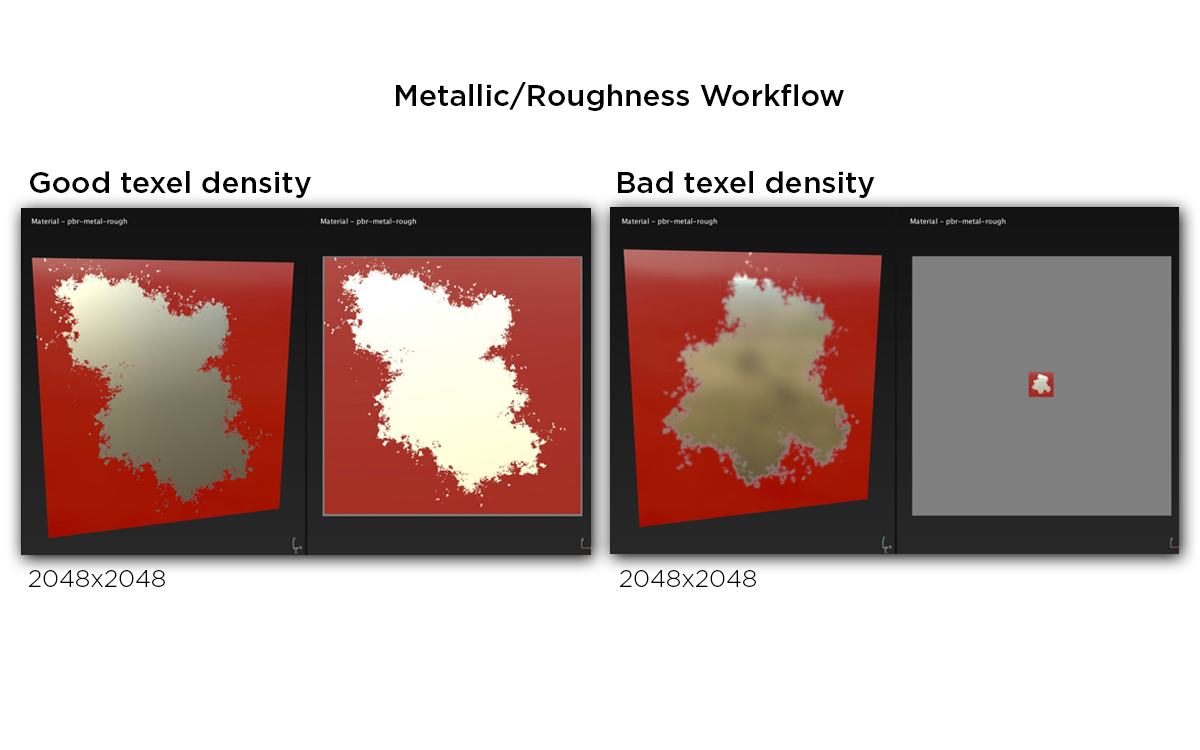 Metallic/Roughness Workflow
Good texel density
Bad texel density
Material - pbr-metal-rough
Material - pbr-metal-rough
Material - pbr-metal-rough
Material - pbr-metal-rough
2048x2048
2048x2048